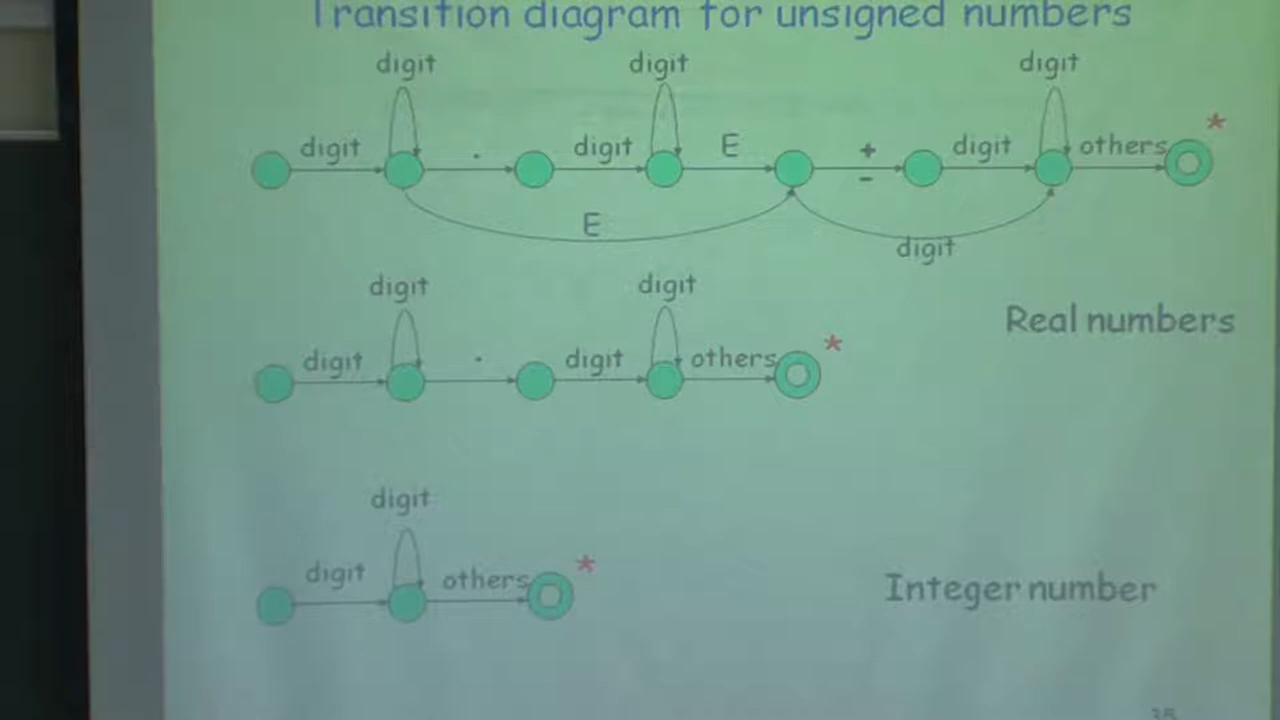 Transition diagram for unsigned numbers
digit digit digit
digit . digit E + - digit others *
E digit
digit digit
Real numbers
digit . digit others *
digit
digit others *
Integer number